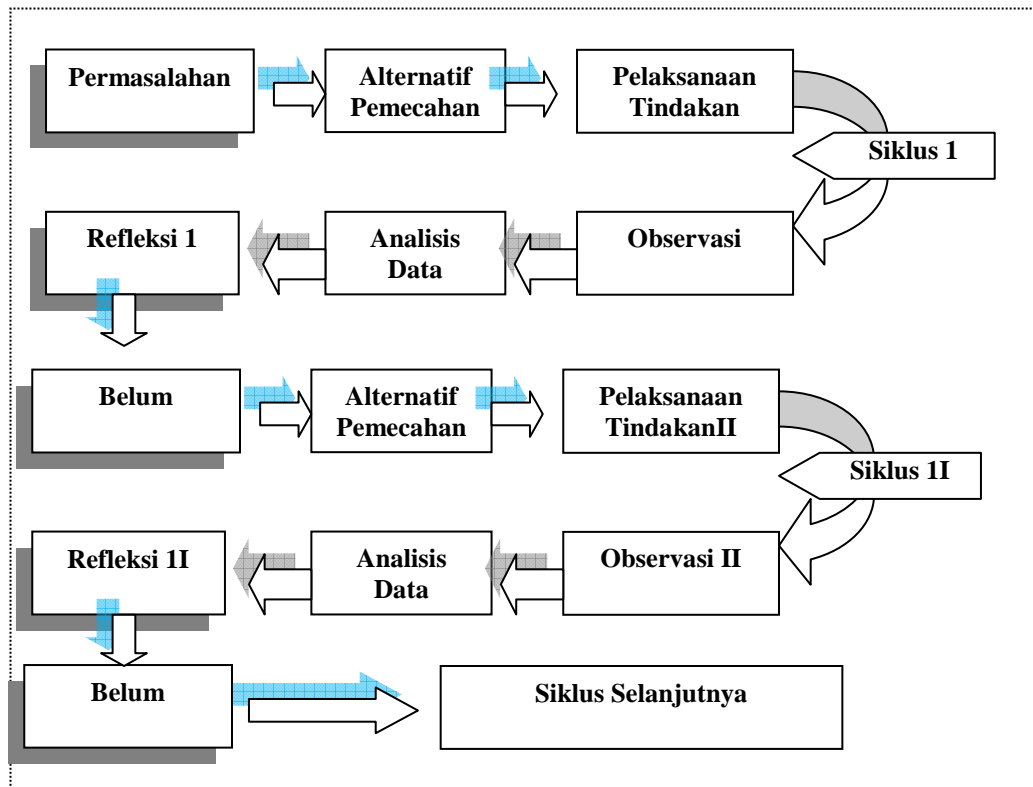 Permasalahan
Alternatif
Pemecahan
Pelaksanaan
Tindakan
Siklus 1
Refleksi 1
Analisis
Data
Observasi
Belum
Alternatif
Pemecahan
Pelaksanaan
TindakanII
Siklus 1I
Refleksi 1I
Analisis
Data
Observasi II
Belum
Siklus Selanjutnya